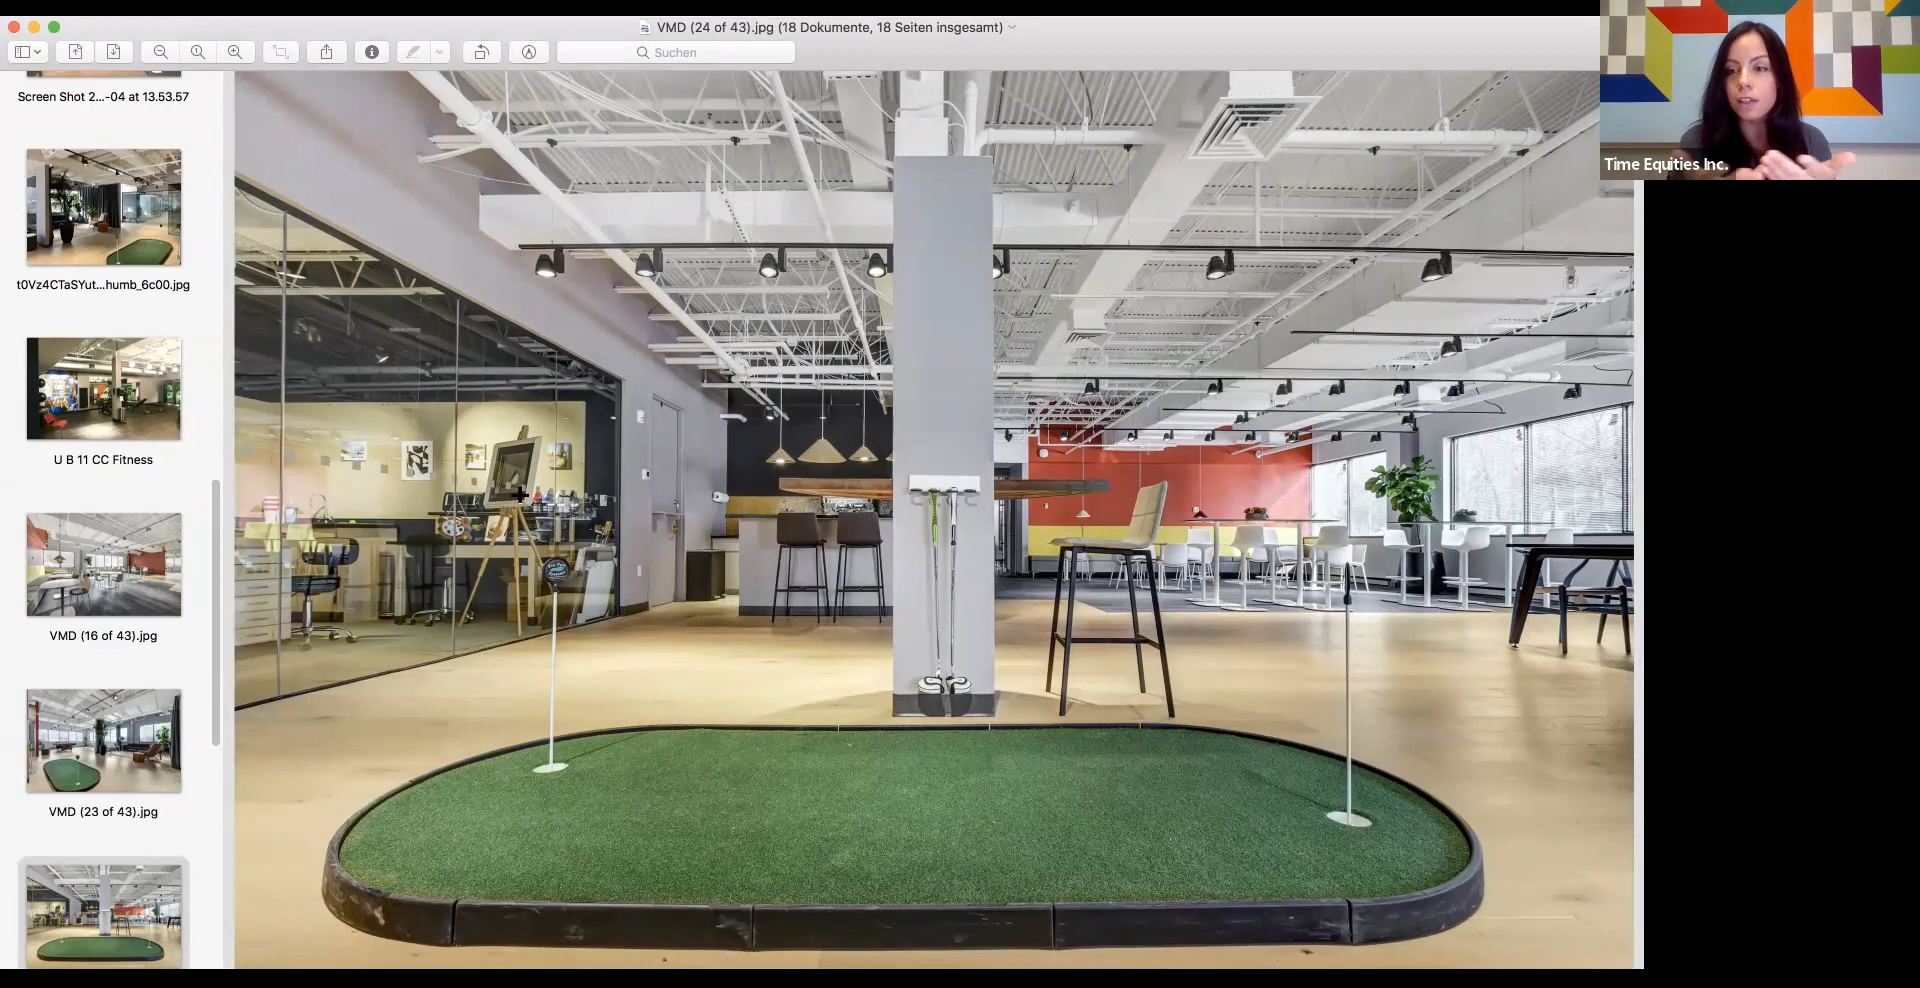 VMD (24 of 43).jpg (18 Dokumente, 18 Seiten insgesamt)
Suchen
Time Equities Inc.
Screen Shot 2...-04 at 13.53.57
t0Vz4CTaSYut...humb_6c00.jpg
U B 11 CC Fitness
VMD (16 of 43).jpg
VMD (23 of 43).jpg